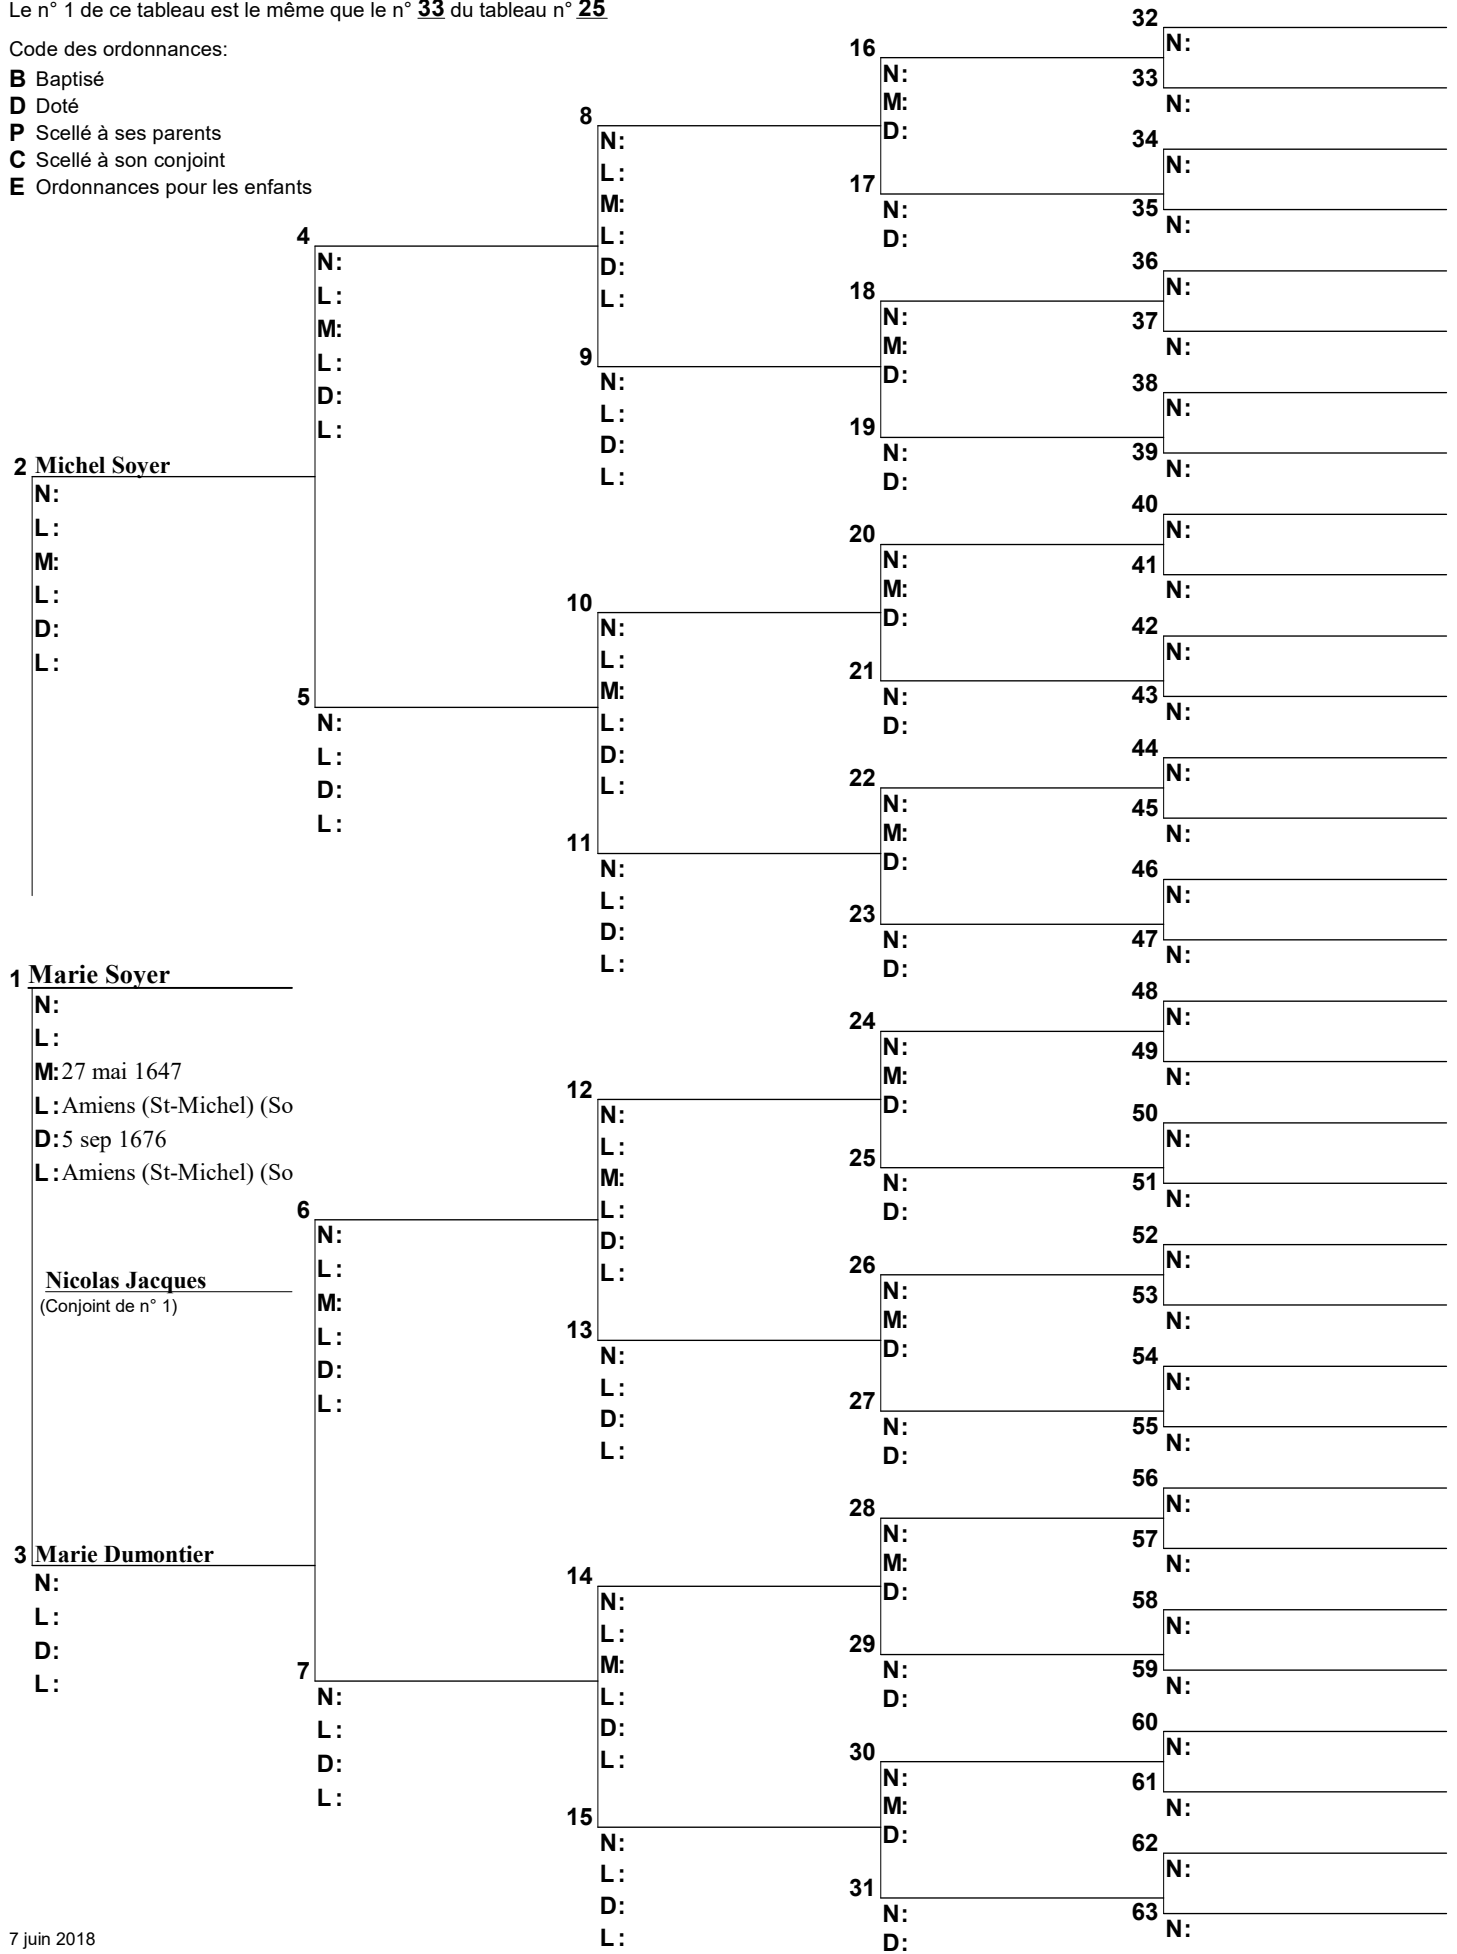 Le n° 1 de ce tableau est le même que le n° 33 du tableau n° 25
Code des ordonnances:
B Baptisé
D Doté
P Scellé à ses parents
C Scellé à son conjoint
E Ordonnances pour les enfants
2 Michel Soyer
N:
L:
M:
L:
D:
L:
1 Marie Soyer
N:
L:
M: 27 mai 1647
L: Amiens (St-Michel) (So
D: 5 sep 1676
L: Amiens (St-Michel) (So
Nicolas Jacques
(Conjoint de n° 1)
3 Marie Dumontier
N:
L:
D:
L:
4
N:
L:
M:
L:
D:
L:
5
N:
L:
D:
L:
6
N:
L:
M:
L:
D:
L:
7
N:
L:
D:
L:
8
N:
L:
M:
L:
D:
L:
9
N:
L:
D:
L:
10
N:
L:
M:
L:
D:
L:
11
N:
L:
D:
L:
12
N:
L:
M:
L:
D:
L:
13
N:
L:
D:
L:
14
N:
L:
M:
L:
D:
L:
15
N:
L:
D:
L:
16
N:
M:
D:
17
N:
D:
18
N:
M:
D:
19
N:
D:
20
N:
M:
D:
21
N:
D:
22
N:
M:
D:
23
N:
D:
24
N:
M:
D:
25
N:
D:
26
N:
M:
D:
27
N:
D:
28
N:
M:
D:
29
N:
D:
30
N:
M:
D:
31
N:
D:
32
N:
33
N:
34
N:
35
N:
36
N:
37
N:
38
N:
39
N:
40
N:
41
N:
42
N:
43
N:
44
N:
45
N:
46
N:
47
N:
48
N:
49
N:
50
N:
51
N:
52
N:
53
N:
54
N:
55
N:
56
N:
57
N:
58
N:
59
N:
60
N:
61
N:
62
N:
63
N:
7 juin 2018